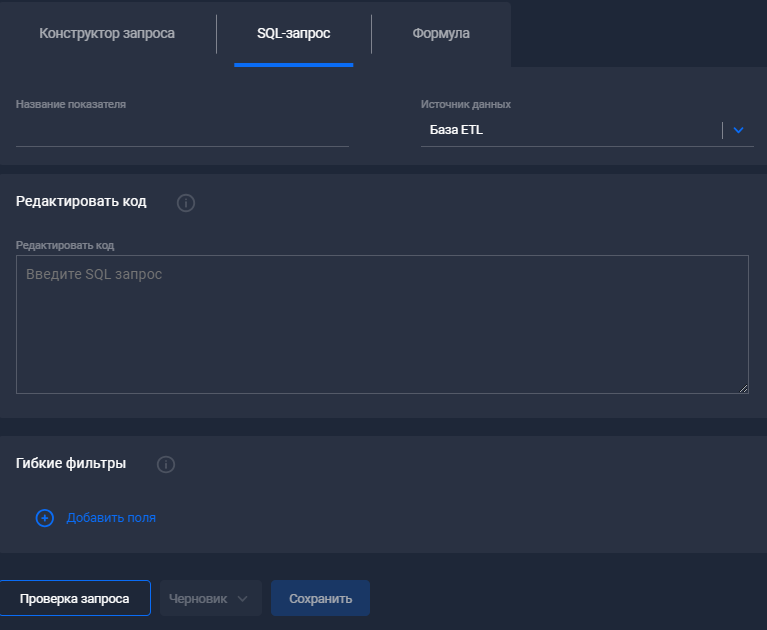 Конструктор запроса
SQL-запрос
Формула
Название показателя
Источник данных
База ETL
Редактировать код
Редактировать код
Введите SQL запрос
Гибкие фильтры
Добавить поля
Проверка запроса
Черновик
Сохранить